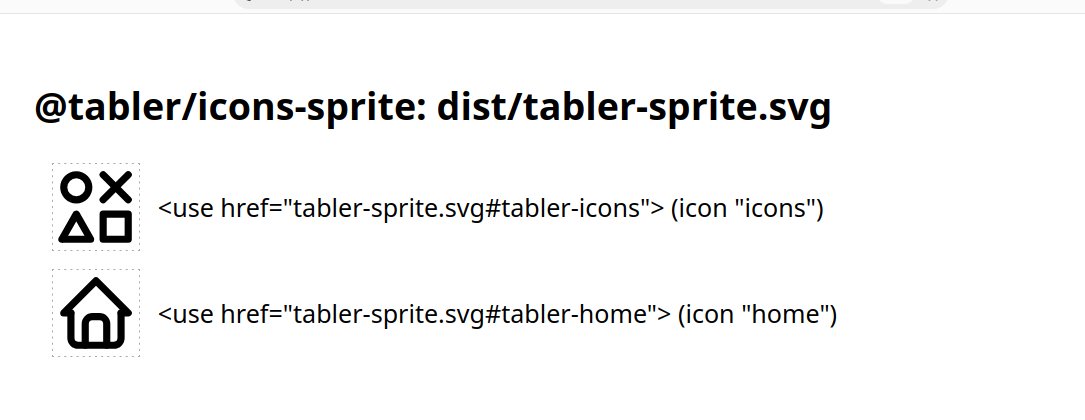 @tabler/icons-sprite: dist/tabler-sprite.svg
<use href="tabler-sprite.svg#tabler-icons"> (icon "icons")
<use href="tabler-sprite.svg#tabler-home"> (icon "home")